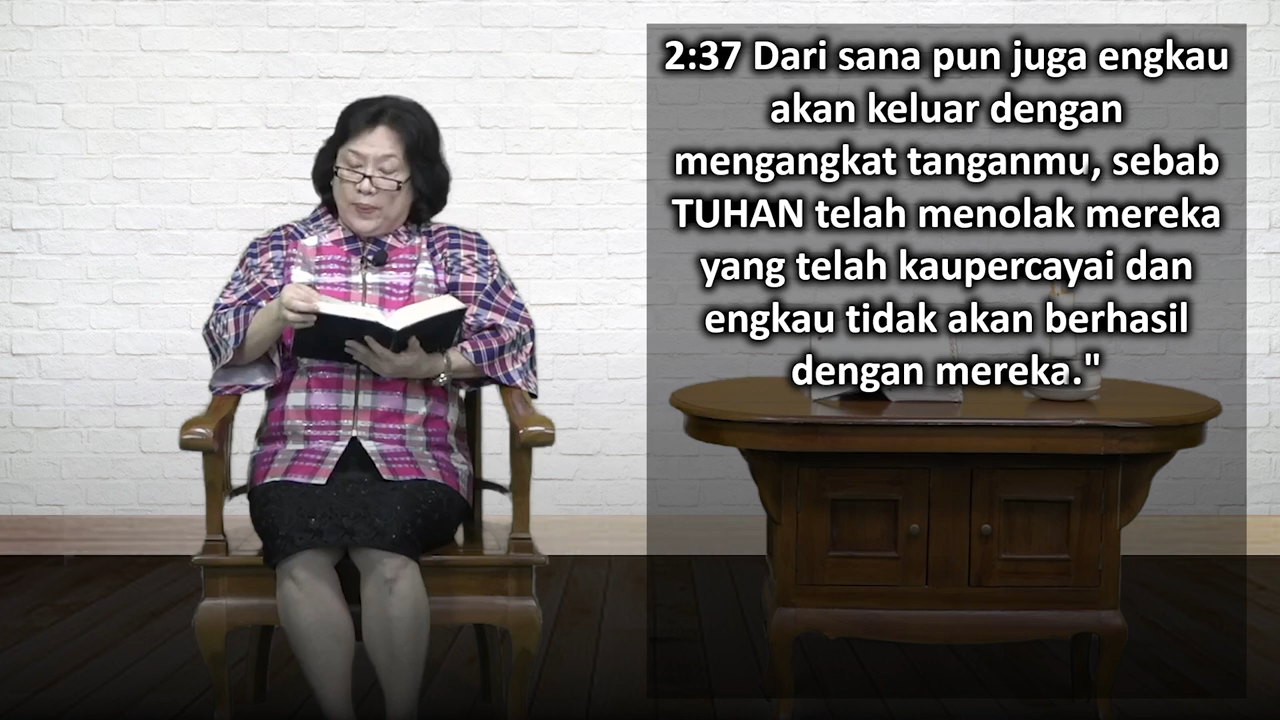 2:37 Dari sana pun juga engkau
akan keluar dengan
mengangkat tanganmu, sebab
TUHAN telah menolak mereka
yang telah kaupercayai dan
engkau tidak akan berhasil
dengan mereka."